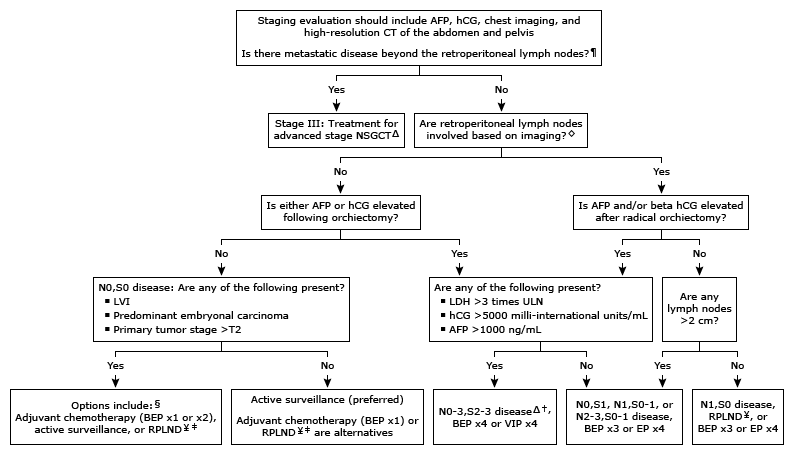 Staging evaluation should include AFP, hCG, chest imaging, and
high-resolution CT of the abdomen and pelvis
Is there metastatic disease beyond the retroperitoneal lymph nodes?¶
Yes
No
Stage III: Treatment for
advanced stage NSGCTΔ
Are retroperitoneal lymph nodes
involved based on imaging?◊
No
Yes
Is either AFP or hCG elevated
following orchiectomy?
Is AFP and/or beta hCG elevated
after radical orchiectomy?
No
Yes
Yes
No
N0,S0 disease: Are any of the following present?
▪ LVI
▪ Predominant embryonal carcinoma
▪ Primary tumor stage >T2
Are any of the following present?
▪ LDH >3 times ULN
▪ hCG >5000 milli-international units/mL
▪ AFP >1000 ng/mL
Are any
lymph nodes
>2 cm?
Yes
No
Yes
No
Yes
No
Options include:§
Adjuvant chemotherapy (BEP x1 or x2),
active surveillance, or RPLND¥‡
Active surveillance (preferred)
Adjuvant chemotherapy (BEP x1) or
RPLND¥‡ are alternatives
N0-3,S2-3 diseaseΔ†,
BEP x4 or VIP x4
N0,S1, N1,S0-1, or
N2-3,S0-1 disease,
BEP x3 or EP x4
N1,S0 disease,
RPLND¥, or
BEP x3 or EP x4